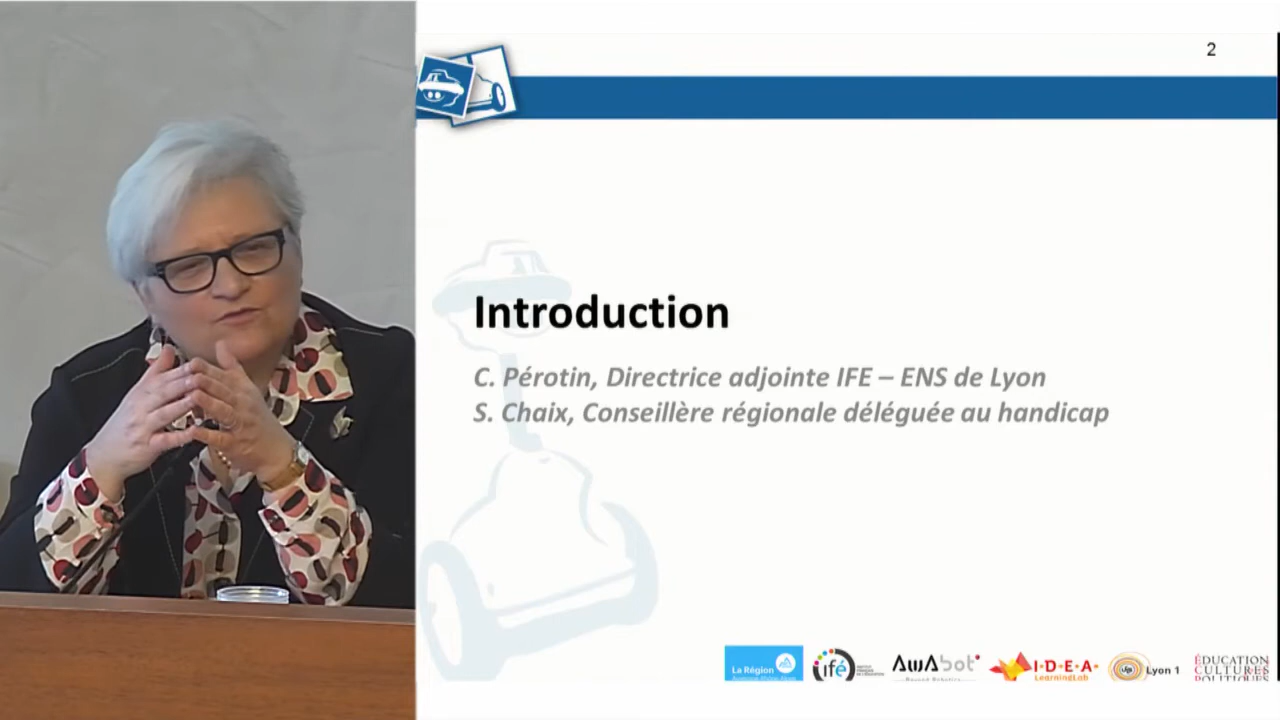 2
Introduction
C. Pérotin, Directrice adjointe IFE – ENS de Lyon
S. Chaix, Conseillère régionale déléguée au handicap
La Région
ifé
AwAbot
I·D·E·A·
LearningLab
Lyon 1
ÉDUCATION
CULTURES
POLITIQUES